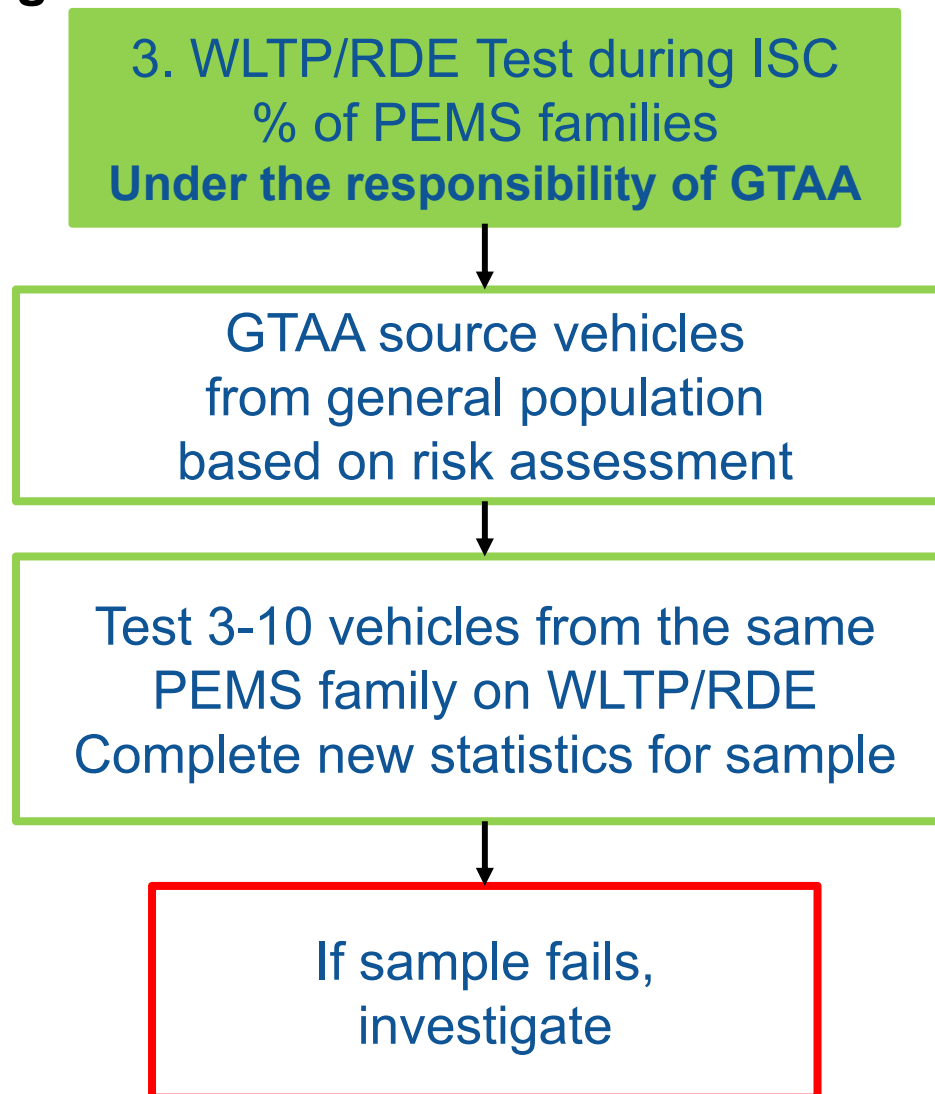 g
3. WLTP/RDE Test during ISC
% of PEMS families
Under the responsibility of GTAA
GTAA source vehicles
from general population
based on risk assessment
Test 3-10 vehicles from the same
PEMS family on WLTP/RDE
Complete new statistics for sample
If sample fails,
investigate